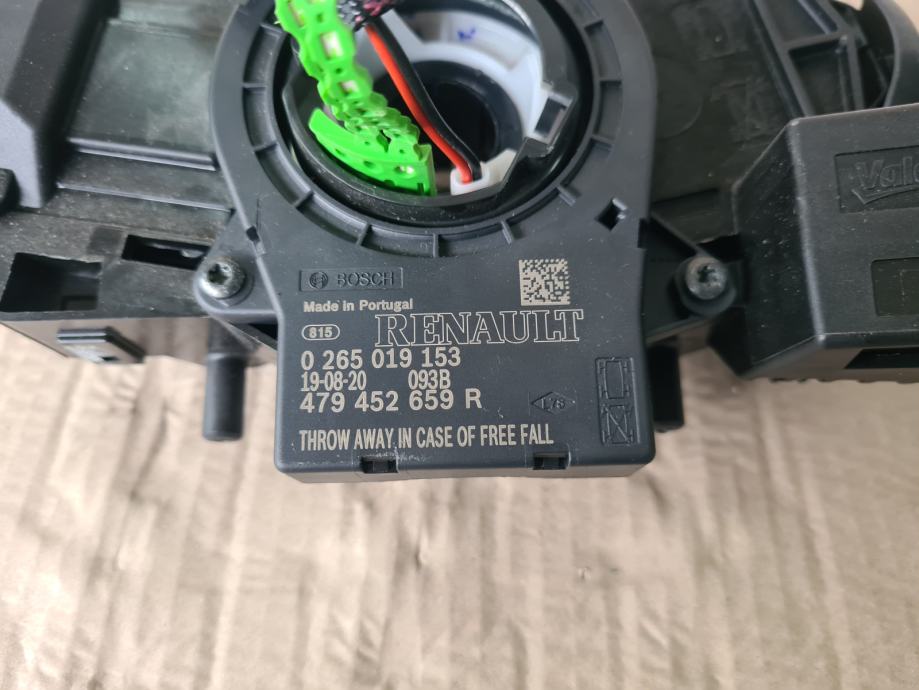 BOSCH
Made in Portugal
815
RENAULT
0 265 019 153
19-08-20 093B
479 452 659 R
THROW AWAY IN CASE OF FREE FALL